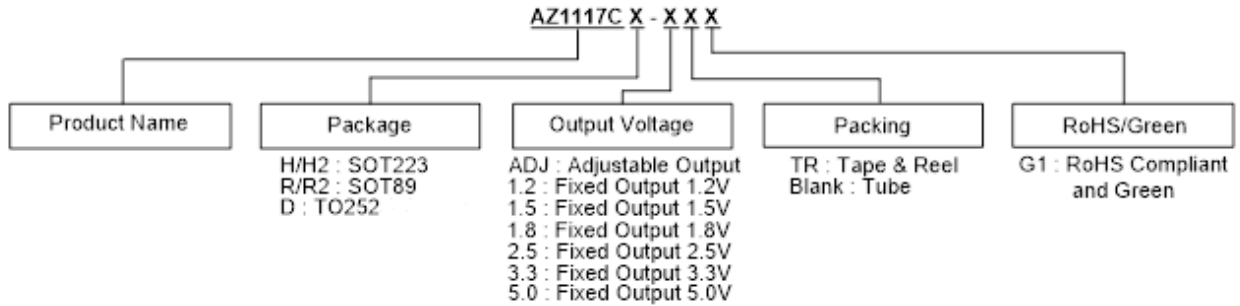 AZ1117C X - X X X
Product Name
Package
Output Voltage
Packing
RoHS/Green
H/H2 : SOT223
R/R2 : SOT89
D : TO252
ADJ : Adjustable Output
1.2 : Fixed Output 1.2V
1.5 : Fixed Output 1.5V
1.8 : Fixed Output 1.8V
2.5 : Fixed Output 2.5V
3.3 : Fixed Output 3.3V
5.0 : Fixed Output 5.0V
TR : Tape & Reel
Blank : Tube
G1 : RoHS Compliant
and Green